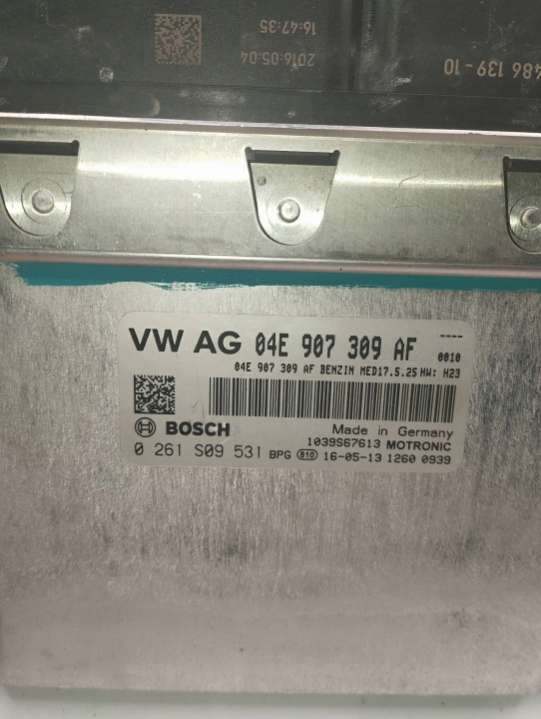 16:47:35
2016.05.04
486 139-10
VW AG 04E 907 309 AF ----
0010
04E 907 309 AF BENZIN MED17.5.25 HW: H23
BOSCH
Made in Germany
1039S67613 MOTRONIC
0 261 S09 531 BPG 610 16-05-13 1260 0939